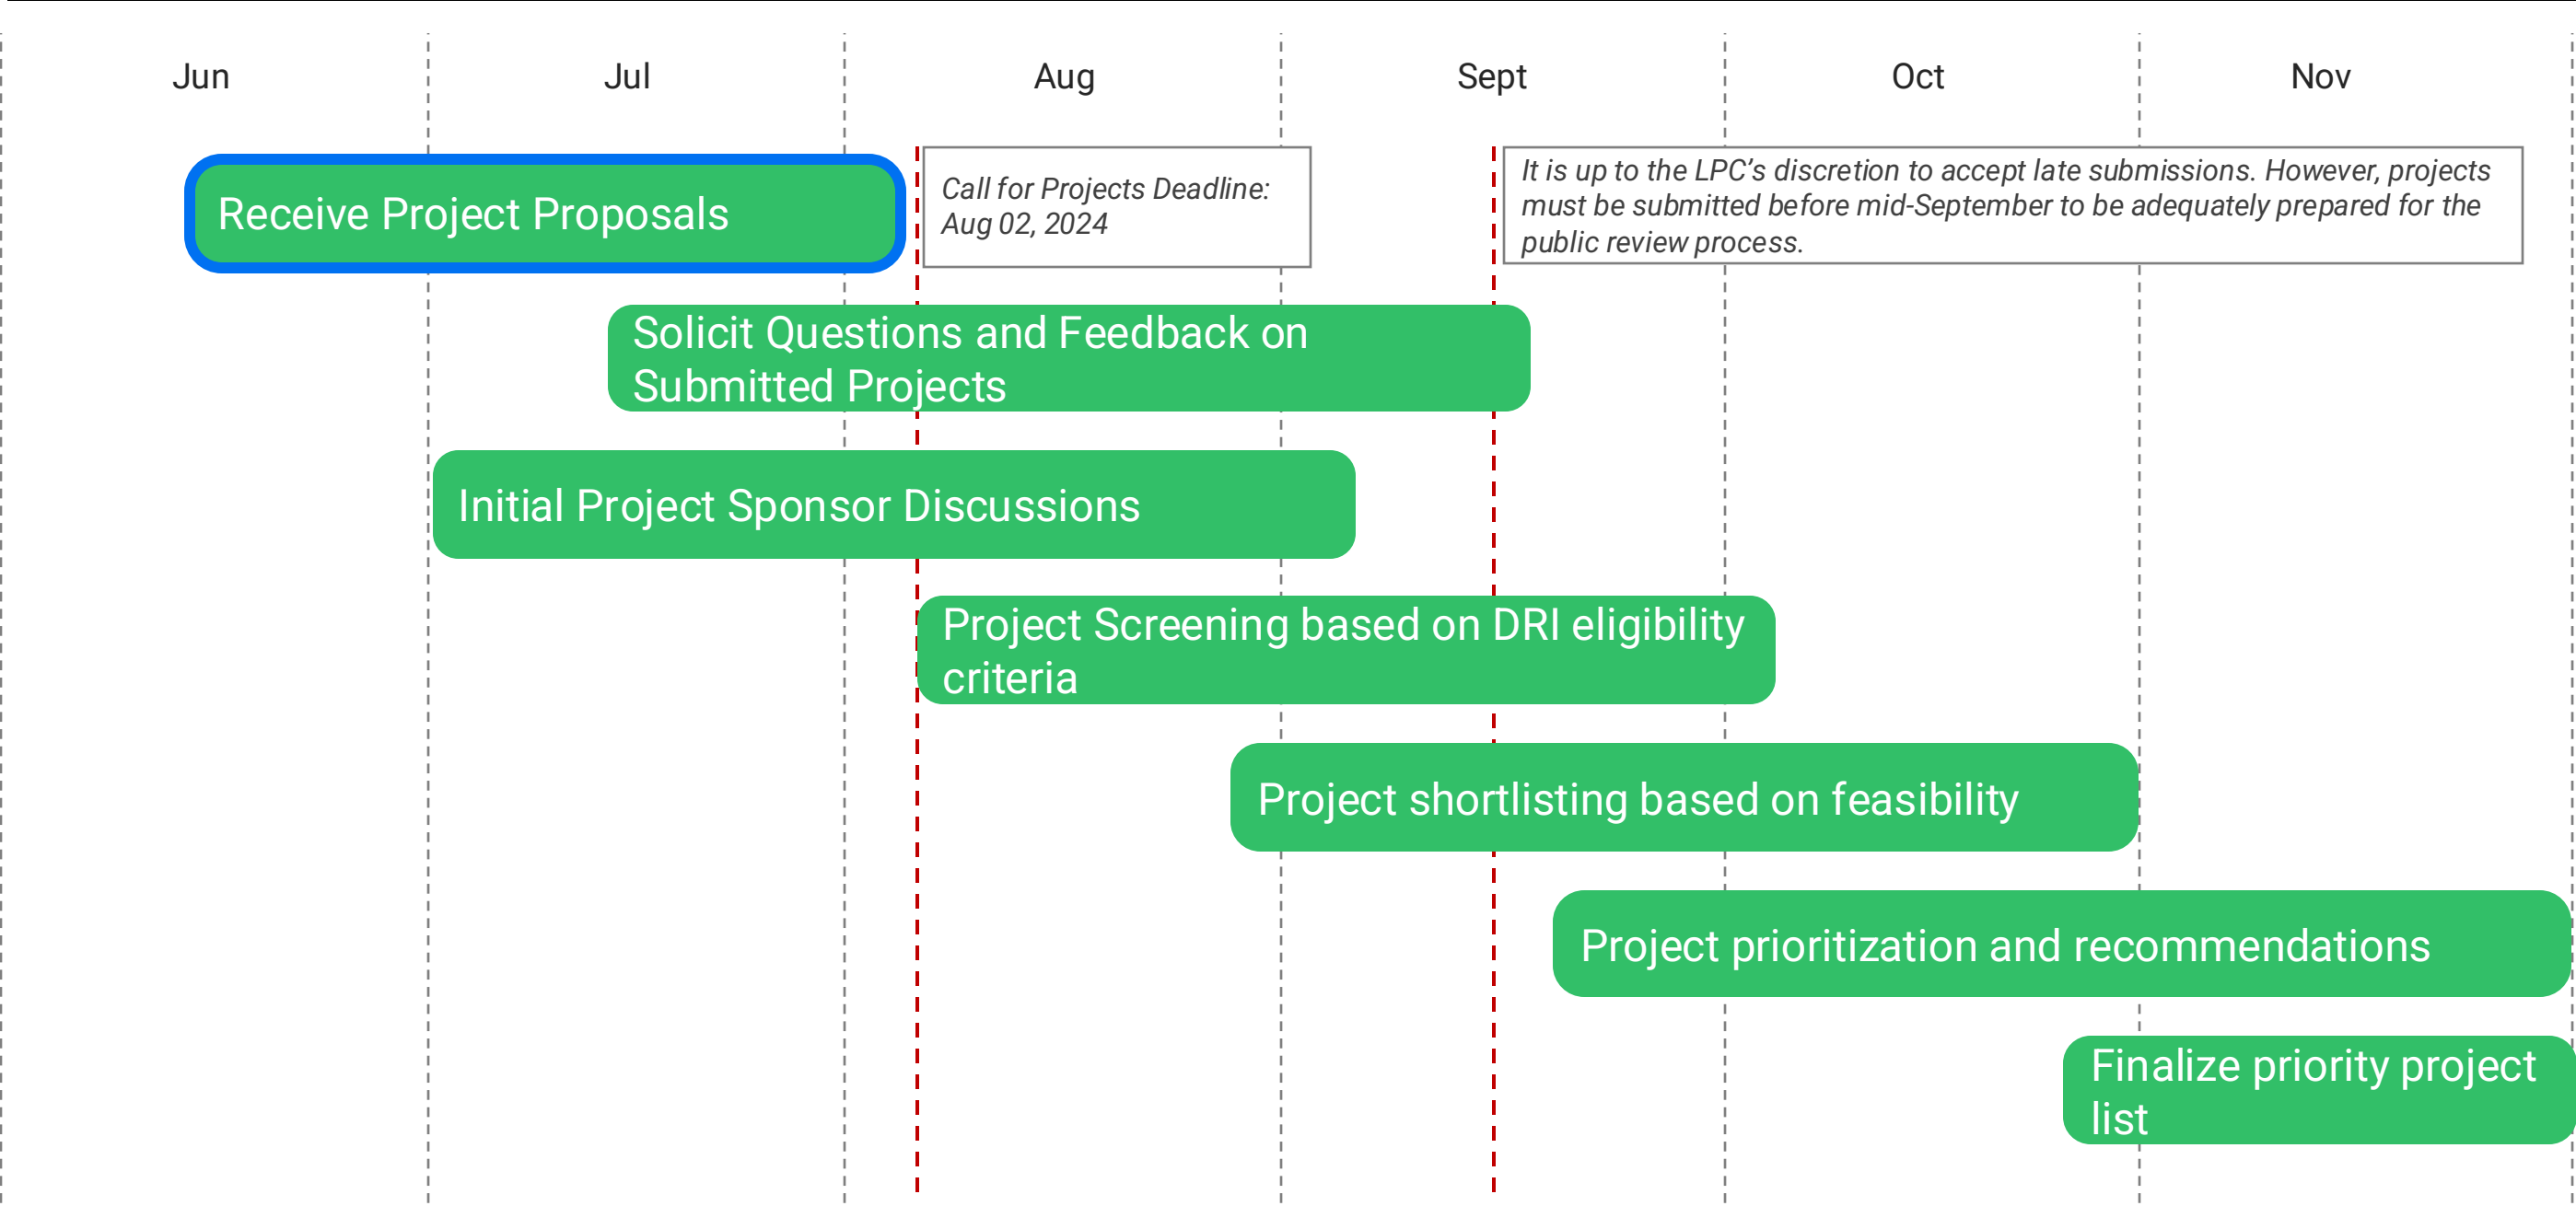 Jun
Jul
Aug
Sept
Oct
Nov
Receive Project Proposals
Call for Projects Deadline:
Aug 02, 2024
It is up to the LPC’s discretion to accept late submissions. However, projects
must be submitted before mid-September to be adequately prepared for the
public review process.
Solicit Questions and Feedback on
Submitted Projects
Initial Project Sponsor Discussions
Project Screening based on DRI eligibility
criteria
Project shortlisting based on feasibility
Project prioritization and recommendations
Finalize priority project
list